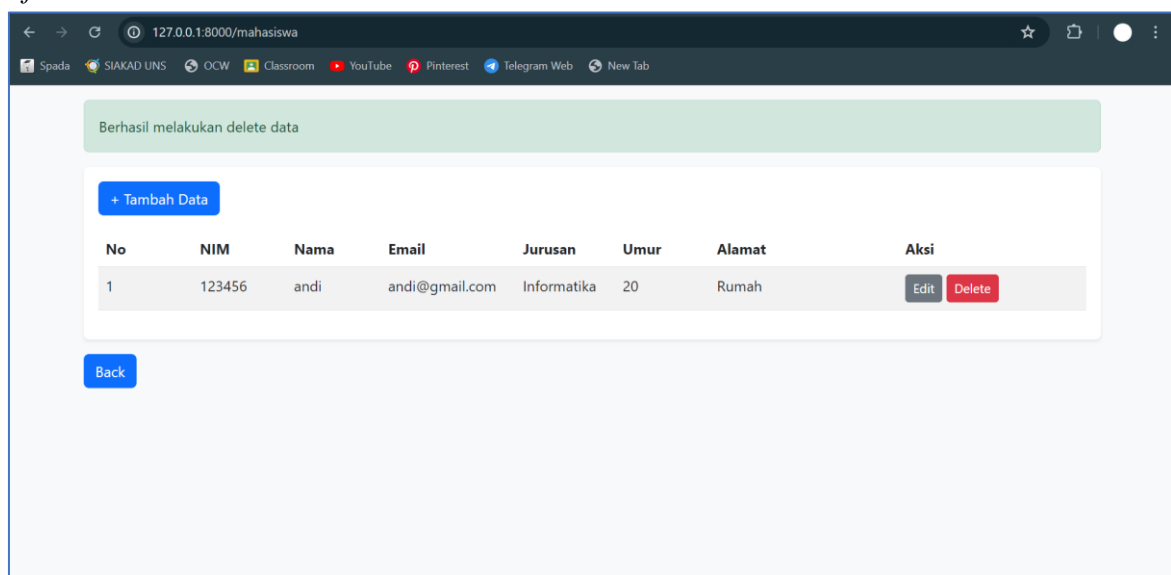 127.0.0.1:8000/mahasiswa
Spada SIAKAD UNS OCW Classroom YouTube Pinterest Telegram Web New Tab
Berhasil melakukan delete data
+ Tambah Data
No NIM Nama Email Jurusan Umur Alamat Aksi
1 123456 andi andi@gmail.com Informatika 20 Rumah Edit Delete
Back